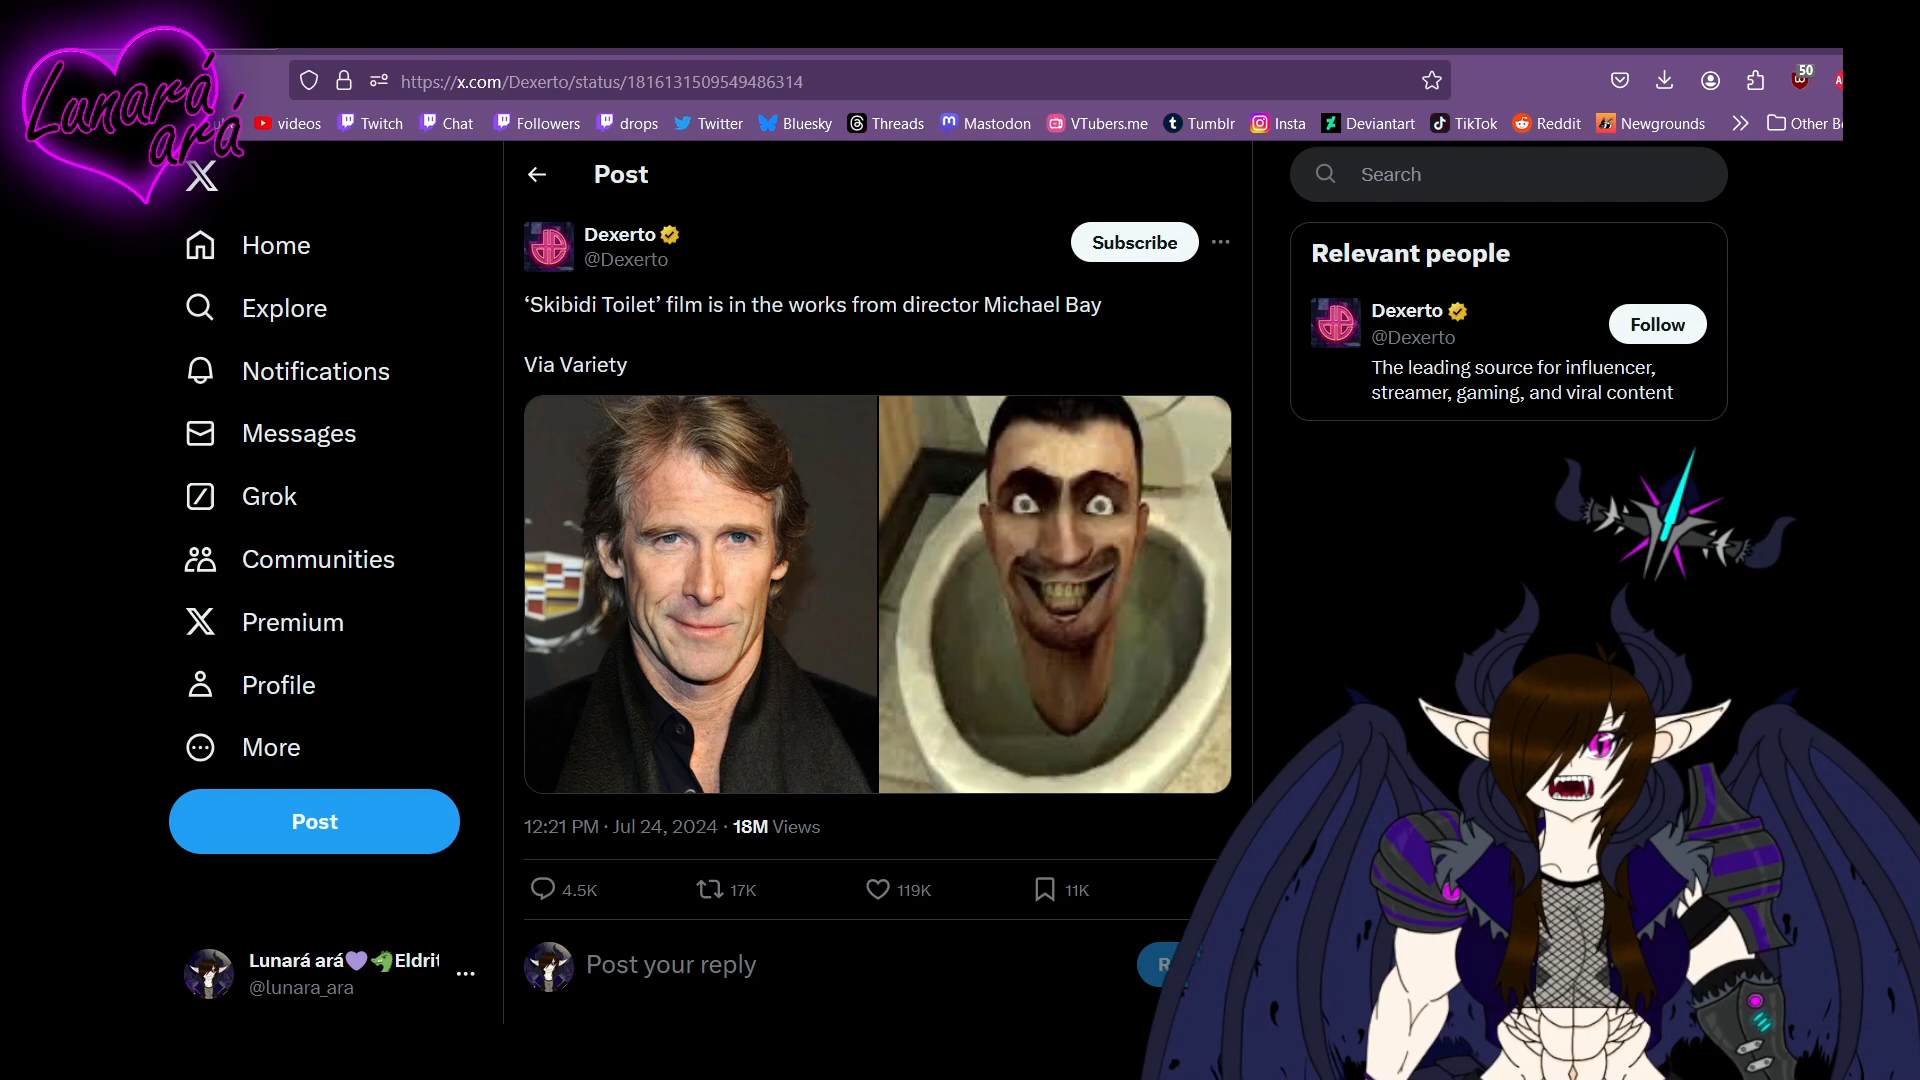 Lunará
ará
https://x.com/Dexerto/status/1816131509549486314
50
videos
Twitch
Chat
Followers
drops
Twitter
Bluesky
Threads
Mastodon
VTubers.me
Tumblr
Insta
Deviantart
TikTok
Reddit
Newgrounds
Other B
Home
Explore
Notifications
Messages
Grok
Communities
Premium
Profile
More
Post
Lunará ará💜🐲Eldrit
@lunara_ara
Post
Dexerto
@Dexerto
Subscribe
‘Skibidi Toilet’ film is in the works from director Michael Bay
Via Variety
12:21 PM · Jul 24, 2024 · 18M Views
4.5K
17K
119K
11K
Post your reply
R
Search
Relevant people
Dexerto
@Dexerto
Follow
The leading source for influencer,
streamer, gaming, and viral content